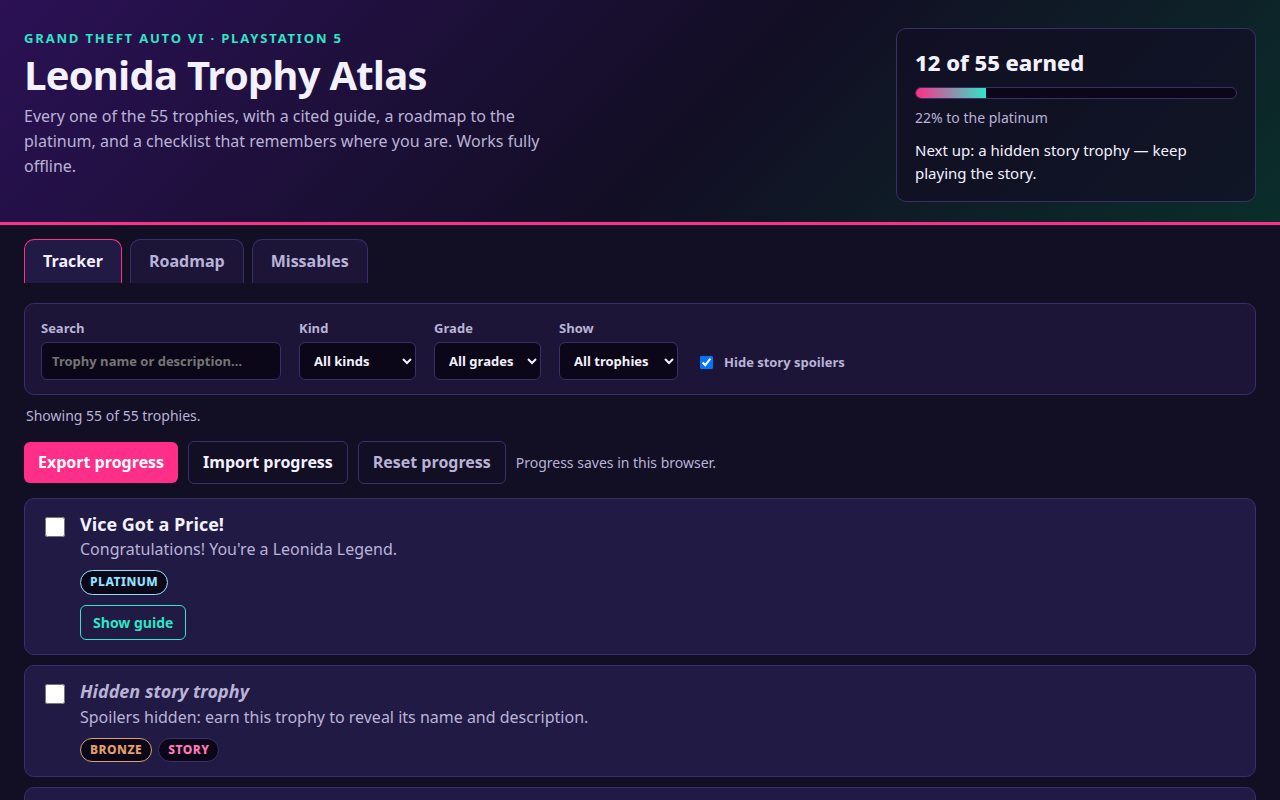 GRAND THEFT AUTO VI · PLAYSTATION 5
Leonida Trophy Atlas
Every one of the 55 trophies, with a cited guide, a roadmap to the
platinum, and a checklist that remembers where you are. Works fully
offline.
12 of 55 earned
22% to the platinum
Next up: a hidden story trophy — keep
playing the story.
Tracker
Roadmap
Missables
Search
Kind
Grade
Show
Trophy name or description...
All kinds
All grades
All trophies
Hide story spoilers
Showing 55 of 55 trophies.
Export progress
Import progress
Reset progress
Progress saves in this browser.
Vice Got a Price!
Congratulations! You're a Leonida Legend.
PLATINUM
Show guide
Hidden story trophy
Spoilers hidden: earn this trophy to reveal its name and description.
BRONZE
STORY